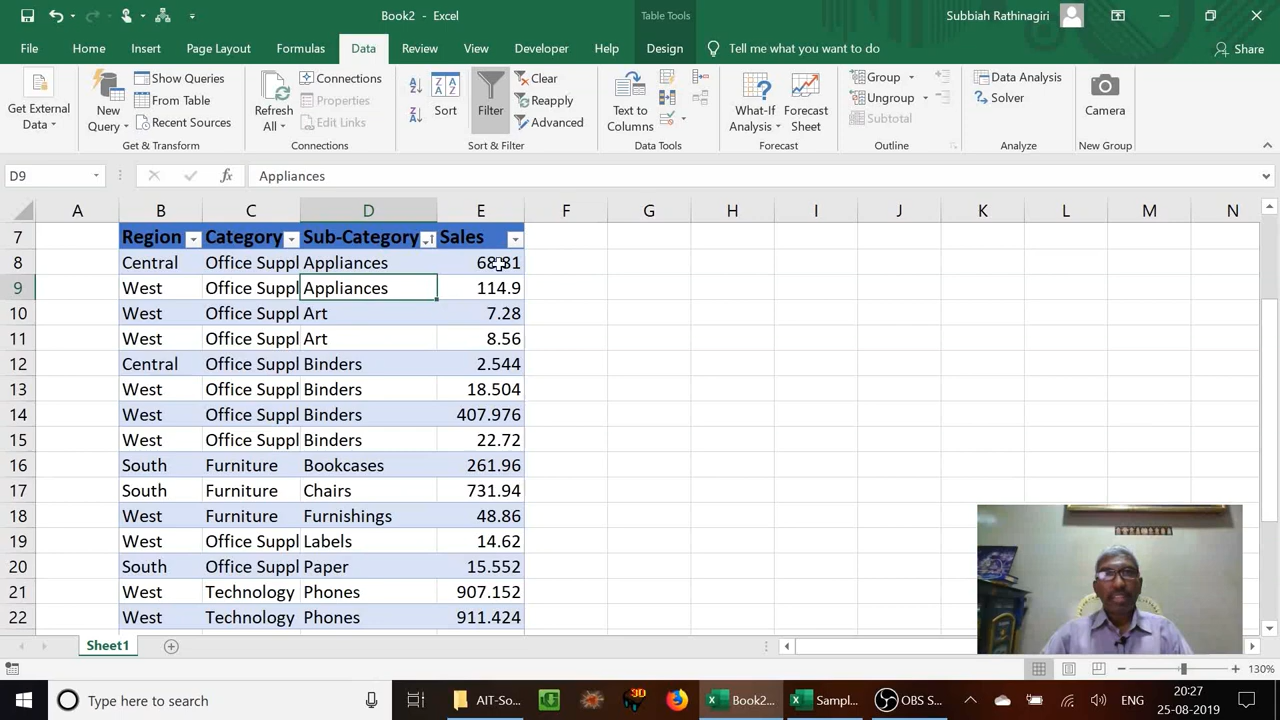 Book2 - Excel
Table Tools
Subbiah Rathinagiri
File Home Insert Page Layout Formulas Data Review View Developer Help Design Tell me what you want to do Share
Get External Data
New Query
Show Queries
From Table
Recent Sources
Get & Transform
Refresh All
Connections
Properties
Edit Links
Connections
Sort
Filter
Clear
Reapply
Advanced
Sort & Filter
Text to Columns
Data Tools
What-If Analysis
Forecast Sheet
Forecast
Group
Ungroup
Subtotal
Outline
Data Analysis
Solver
Analyze
Camera
New Group
D9 fx Appliances
A B C D E F G H I J K L M N
7 Region Category Sub-Category Sales
8 Central Office Suppl Appliances
9 West Office Suppl Appliances 114.9
10 West Office Suppl Art 7.28
11 West Office Suppl Art 8.56
12 Central Office Suppl Binders 2.544
13 West Office Suppl Binders 18.504
14 West Office Suppl Binders 407.976
15 West Office Suppl Binders 22.72
16 South Furniture Bookcases 261.96
17 South Furniture Chairs 731.94
18 West Furniture Furnishings 48.86
19 West Office Suppl Labels 14.62
20 South Office Suppl Paper 15.552
21 West Technology Phones 907.152
22 West Technology Phones 911.424
Sheet1
130%
Type here to search
AIT-So...
3D
Book2...
Sampl...
OBS S...
ENG
20:27
25-08-2019